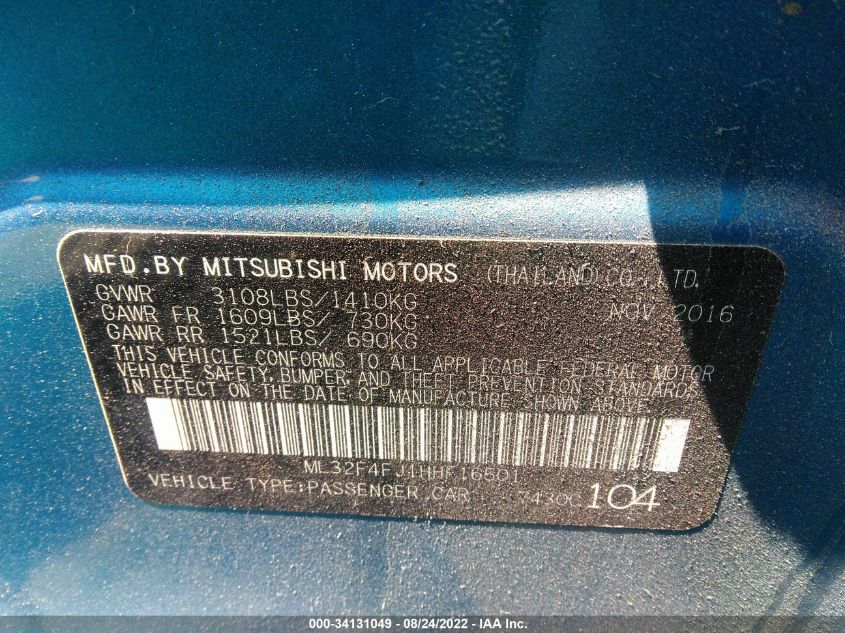 MFD.BY MITSUBISHI MOTORS (THAILAND) CO., LTD.
GVWR 3108LBS/1410KG NOV 2016
GAWR FR 1609LBS/ 730KG
GAWR RR 1521LBS/ 690KG
THIS VEHICLE CONFORMS TO ALL APPLICABLE FEDERAL MOTOR
VEHICLE SAFETY, BUMPER, AND THEFT PREVENTION STANDARDS
IN EFFECT ON THE DATE OF MANUFACTURE SHOWN ABOVE.
ML32F4FJ1HHF16601
VEHICLE TYPE:PASSENGER CAR 104
000-34131049 - 08/24/2022 - IAA Inc.